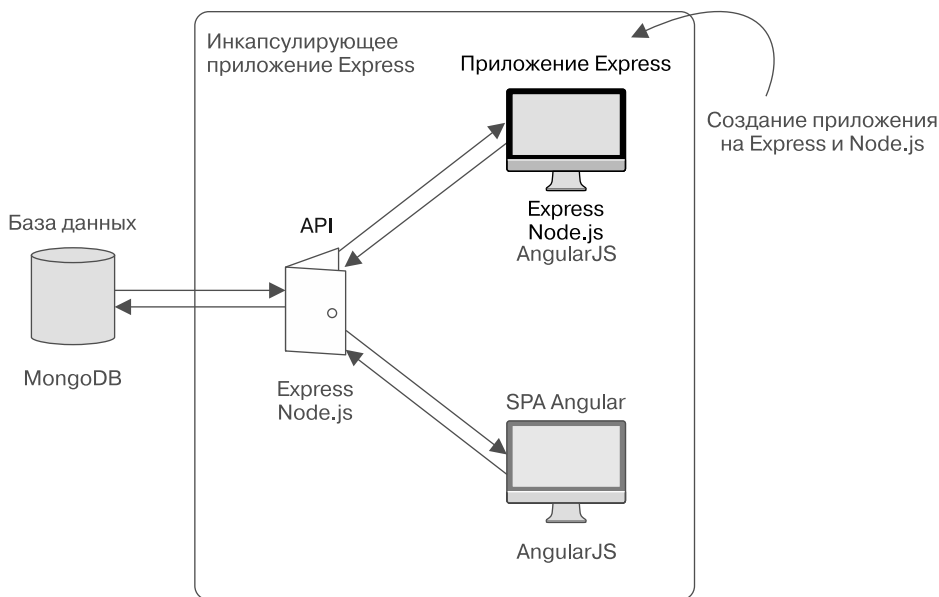 Инкапсулирующее
приложение Express
Приложение Express
Создание приложения
на Express и Node.js
Express
Node.js
AngularJS
API
База данных
MongoDB
Express
Node.js
SPA Angular
AngularJS